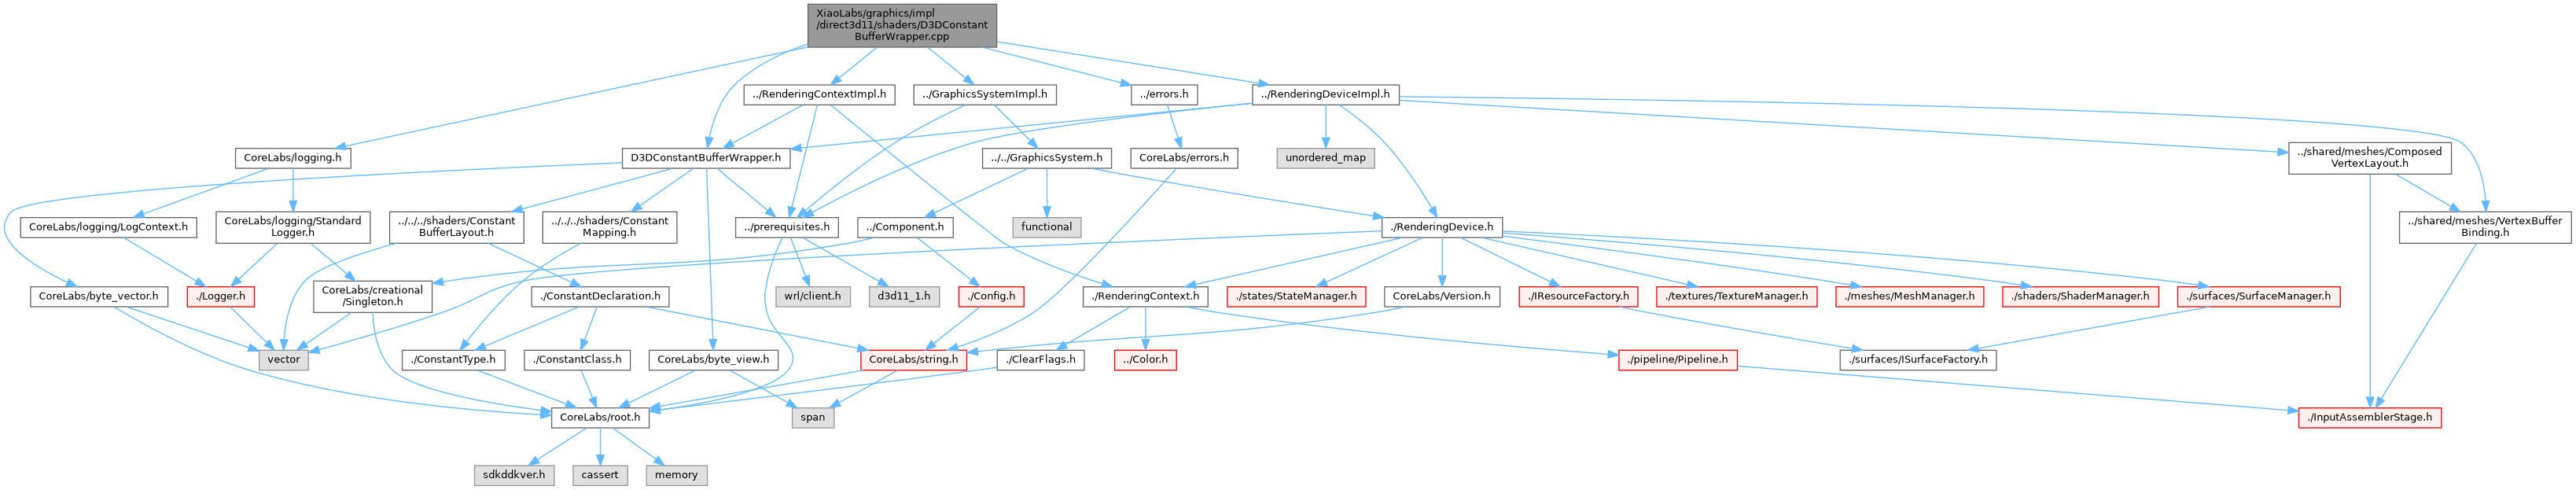 XiaoLabs/graphics/impl
/direct3d11/shaders/D3DConstant
BufferWrapper.cpp
../RenderingContextImpl.h
../GraphicsSystemImpl.h
../errors.h
../RenderingDeviceImpl.h
CoreLabs/logging.h
D3DConstantBufferWrapper.h
../../GraphicsSystem.h
CoreLabs/errors.h
unordered_map
../shared/meshes/Composed
VertexLayout.h
CoreLabs/logging/LogContext.h
CoreLabs/logging/Standard
Logger.h
../../../shaders/Constant
BufferLayout.h
../../../shaders/Constant
Mapping.h
../prerequisites.h
../Component.h
functional
./RenderingDevice.h
../shared/meshes/VertexBuffer
Binding.h
CoreLabs/byte_vector.h
./Logger.h
CoreLabs/creational
/Singleton.h
./ConstantDeclaration.h
wrl/client.h
d3d11_1.h
./Config.h
./RenderingContext.h
./states/StateManager.h
CoreLabs/Version.h
./IResourceFactory.h
./textures/TextureManager.h
./meshes/MeshManager.h
./shaders/ShaderManager.h
./surfaces/SurfaceManager.h
vector
./ConstantType.h
./ConstantClass.h
CoreLabs/byte_view.h
CoreLabs/string.h
./ClearFlags.h
../Color.h
./pipeline/Pipeline.h
./surfaces/ISurfaceFactory.h
CoreLabs/root.h
span
./InputAssemblerStage.h
sdkddkver.h
cassert
memory